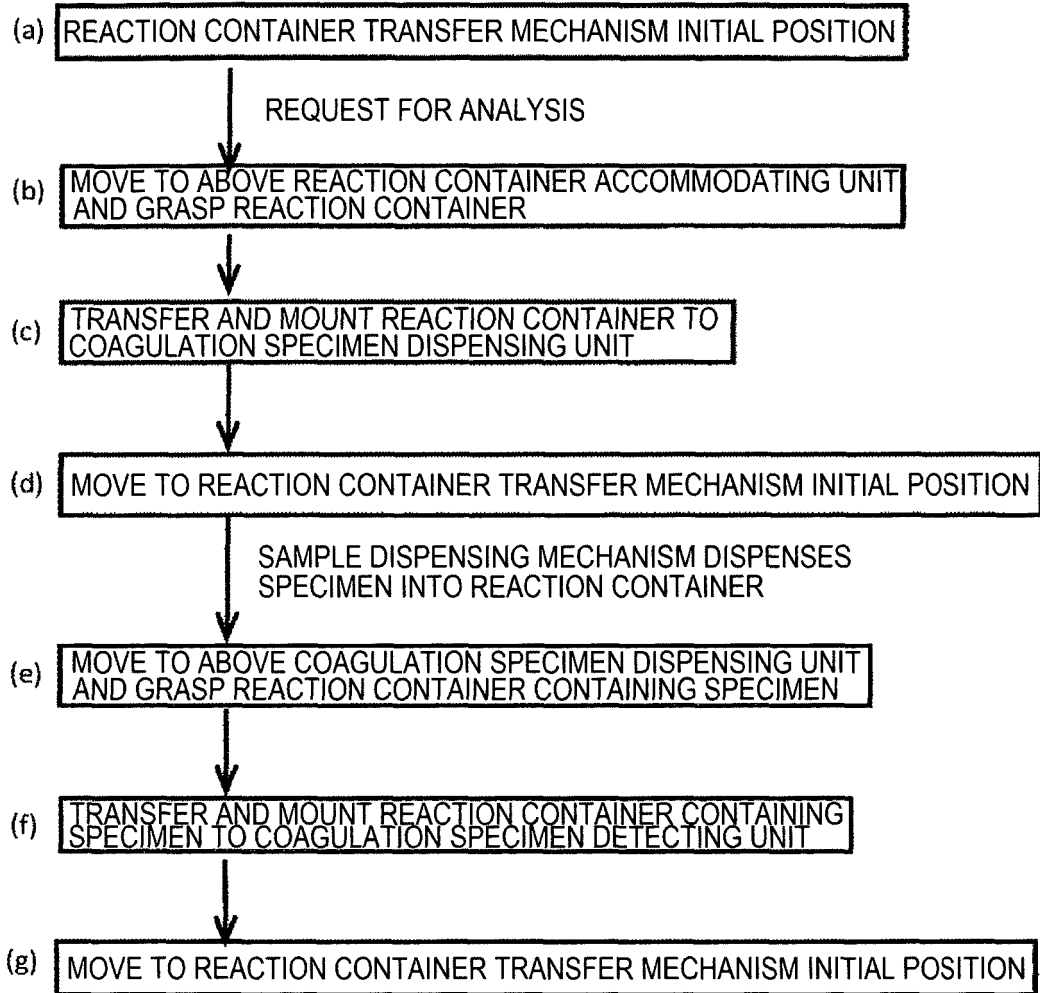 (a) REACTION CONTAINER TRANSFER MECHANISM INITIAL POSITION
REQUEST FOR ANALYSIS
(b) MOVE TO ABOVE REACTION CONTAINER ACCOMMODATING UNIT
AND GRASP REACTION CONTAINER
(c) TRANSFER AND MOUNT REACTION CONTAINER TO
COAGULATION SPECIMEN DISPENSING UNIT
(d) MOVE TO REACTION CONTAINER TRANSFER MECHANISM INITIAL POSITION
SAMPLE DISPENSING MECHANISM DISPENSES
SPECIMEN INTO REACTION CONTAINER
(e) MOVE TO ABOVE COAGULATION SPECIMEN DISPENSING UNIT
AND GRASP REACTION CONTAINER CONTAINING SPECIMEN
(f) TRANSFER AND MOUNT REACTION CONTAINER CONTAINING
SPECIMEN TO COAGULATION SPECIMEN DETECTING UNIT
(g) MOVE TO REACTION CONTAINER TRANSFER MECHANISM INITIAL POSITION